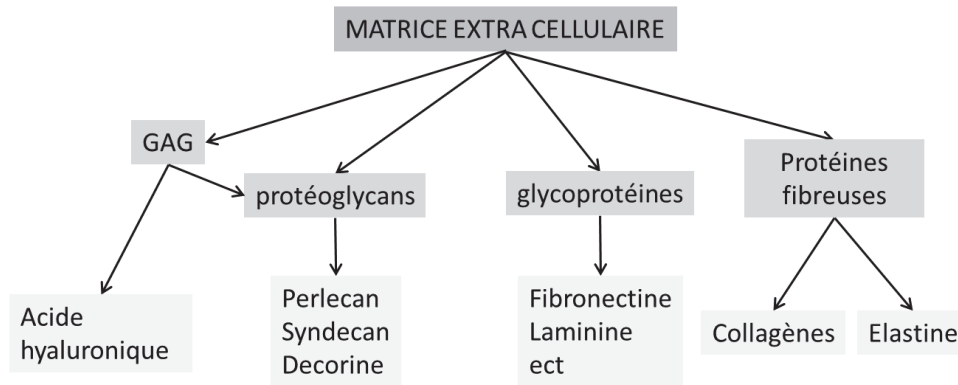 MATRICE EXTRA CELLULAIRE
GAG
protéoglycans
glycoprotéines
Protéines
fibreuses
Acide
hyaluronique
Perlecan
Syndecan
Decorine
Fibronectine
Laminine
ect
Collagènes
Elastine